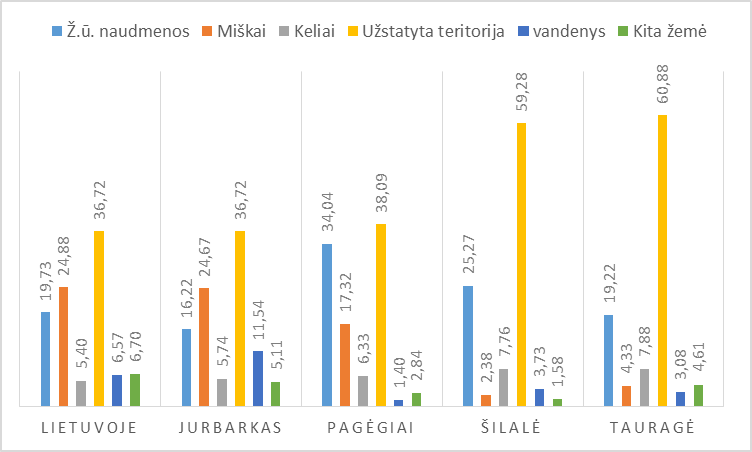 Ž.ū. naudmenos Miškai Keliai Užstatyta teritorija vandenys Kita žemė
19,73 24,88 5,40 36,72 6,57 6,70
16,22 24,67 5,74 36,72 11,54 5,11
34,04 17,32 6,33 38,09 1,40 2,84
25,27 2,38 7,76 59,28 3,73 1,58
19,22 4,33 7,88 60,88 3,08 4,61
LIETUVOJE JURBARKAS PAGĖGIAI ŠILALĖ TAURAGĖ